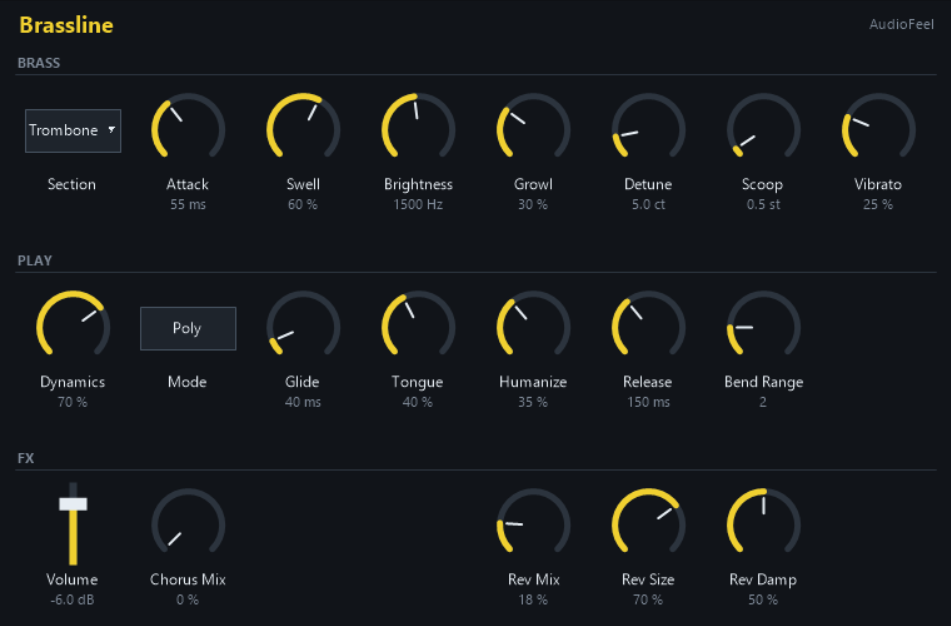 Brassline
AudioFeel
BRASS
Trombone
Section Attack Swell Brightness Growl Detune Scoop Vibrato
55 ms 60 % 1500 Hz 30 % 5.0 ct 0.5 st 25 %
PLAY
Poly
Dynamics Mode Glide Tongue Humanize Release Bend Range
70 % 40 ms 40 % 35 % 150 ms 2
FX
Volume Chorus Mix Rev Mix Rev Size Rev Damp
-6.0 dB 0 % 18 % 70 % 50 %